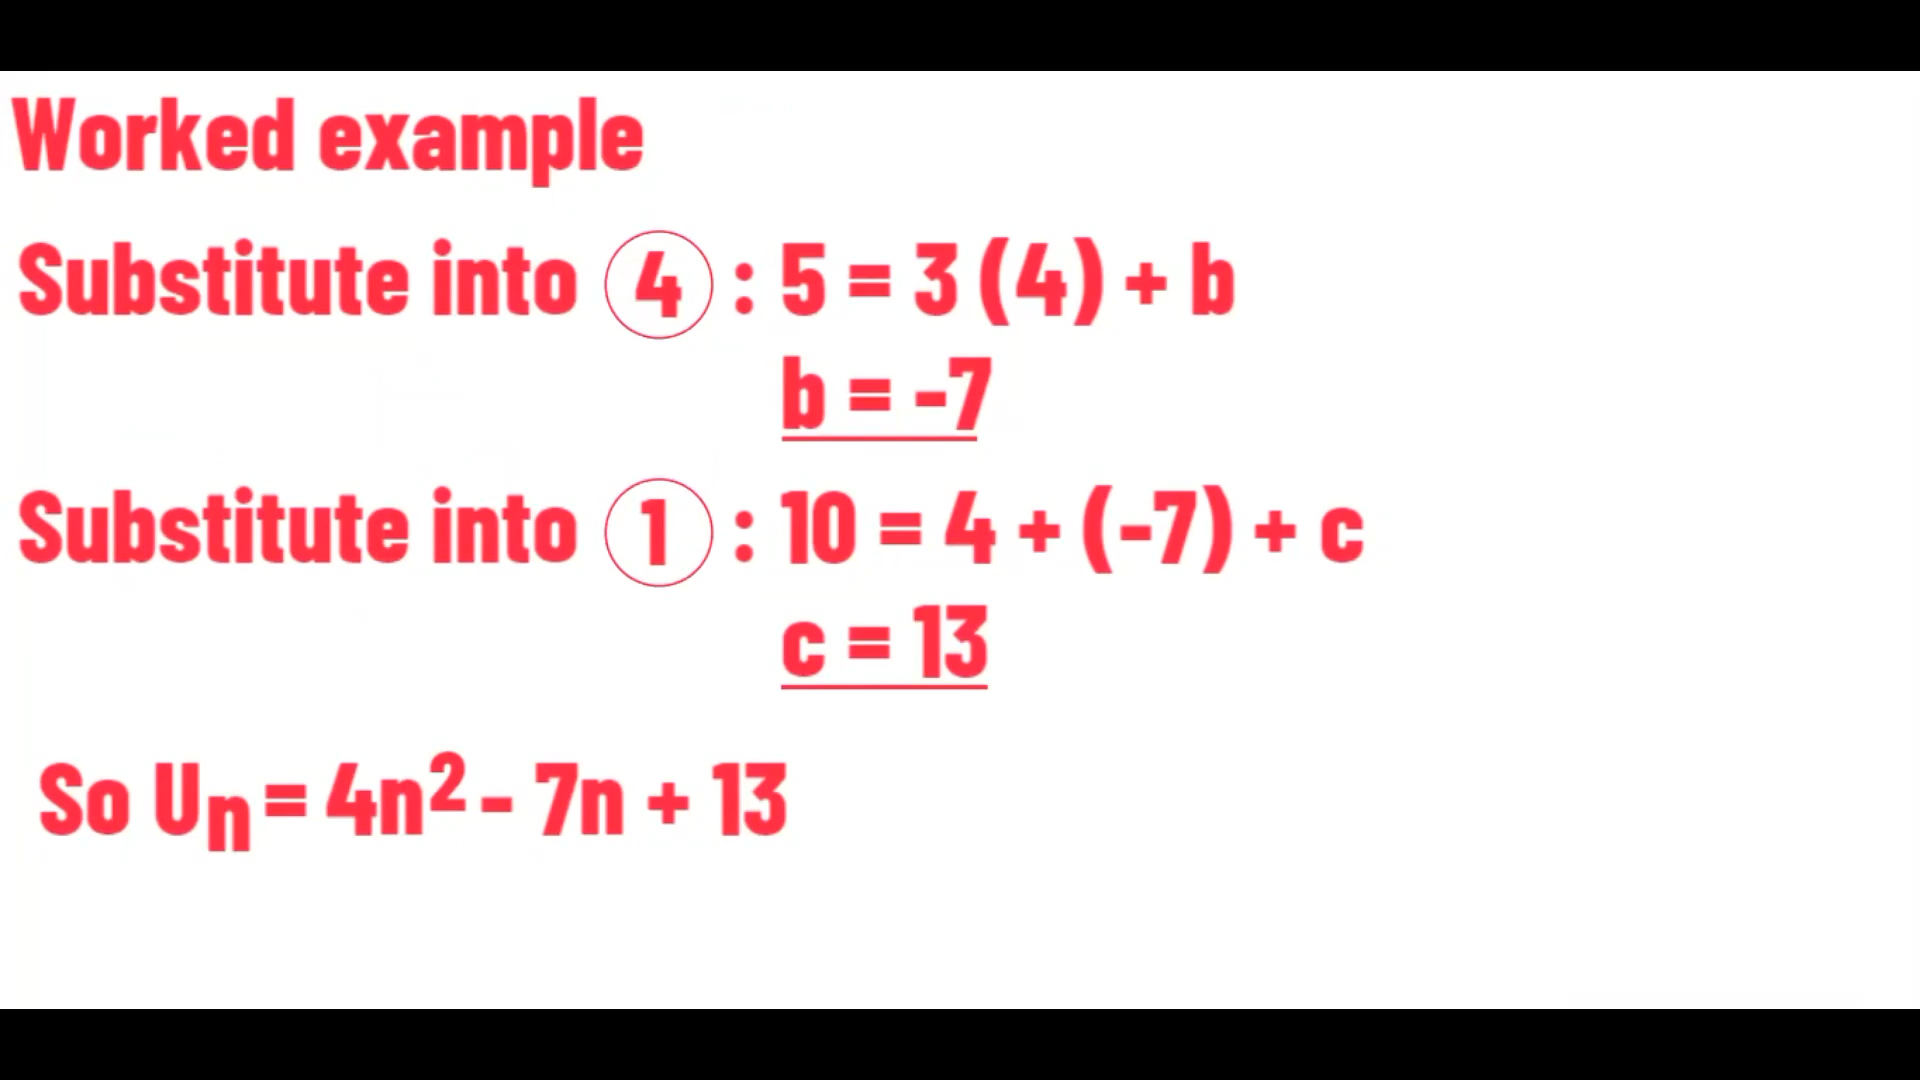 Worked example
Substitute into 4 : 5 = 3 (4) + b
b = -7
Substitute into 1 : 10 = 4 + (-7) + c
c = 13
So Uₙ = 4n² - 7n + 13